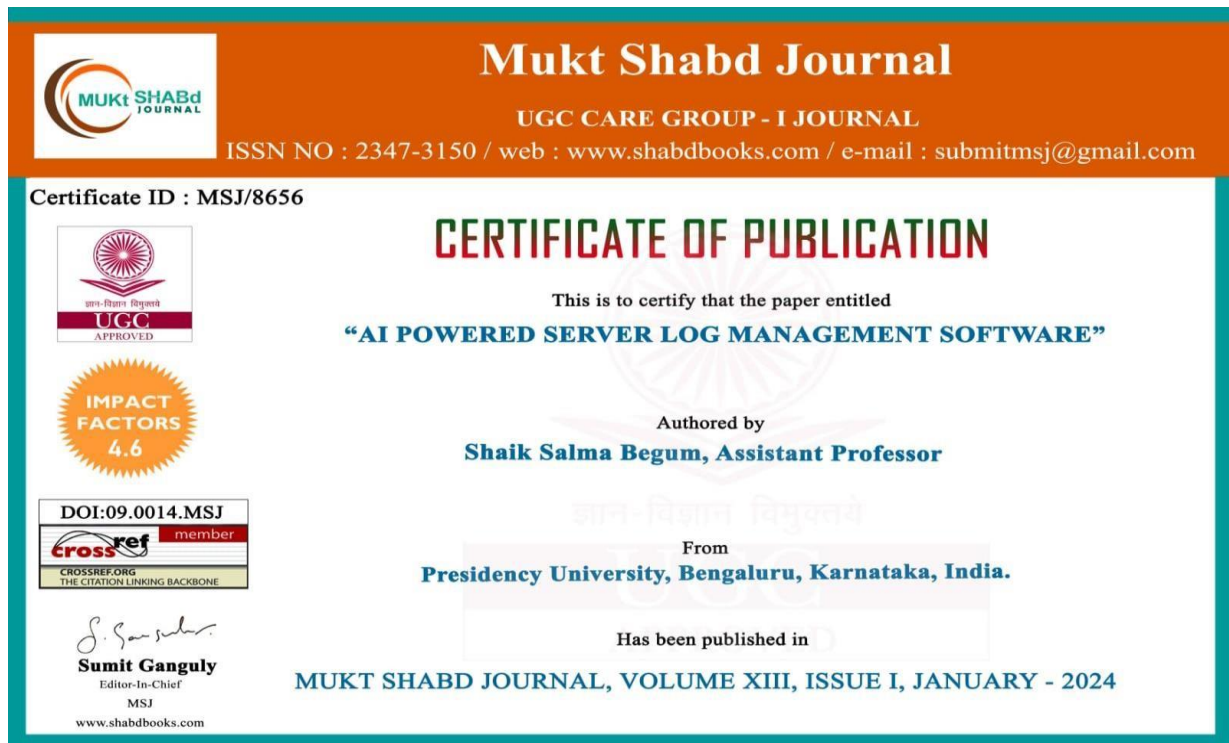 MUKt SHABd
JOURNAL
Mukt Shabd Journal
UGC CARE GROUP - I JOURNAL
ISSN NO : 2347-3150 / web : www.shabdbooks.com / e-mail : submitmsj@gmail.com
Certificate ID : MSJ/8656
ज्ञान-विज्ञान विमुक्तये
UGC
APPROVED
IMPACT
FACTORS
4.6
DOI:09.0014.MSJ
member
crossref
CROSSREF.ORG
THE CITATION LINKING BACKBONE
Sumit Ganguly
Editor-In-Chief
MSJ
www.shabdbooks.com
CERTIFICATE OF PUBLICATION
This is to certify that the paper entitled
“AI POWERED SERVER LOG MANAGEMENT SOFTWARE”
Authored by
Shaik Salma Begum, Assistant Professor
ज्ञान-विज्ञान विमुक्तये
From
Presidency University, Bengaluru, Karnataka, India.
UGC
Has been published in
MUKT SHABD JOURNAL, VOLUME XIII, ISSUE I, JANUARY - 2024